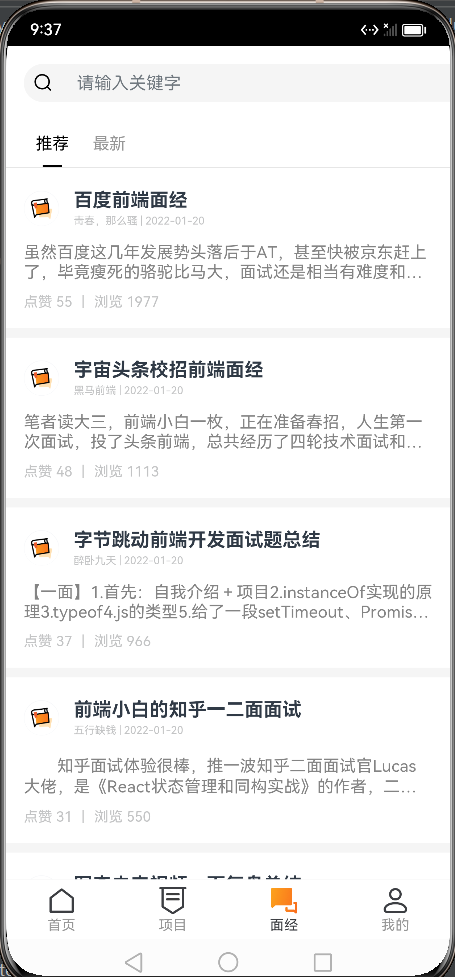 9:37
请输入关键字
推荐 最新
百度前端面经
青春，那么骚 | 2022-01-20
虽然百度这几年发展势头落后于AT，甚至快被京东赶上
了，毕竟瘦死的骆驼比马大，面试还是相当有难度和...
点赞 55 | 浏览 1977
宇宙头条校招前端面经
黑马前端 | 2022-01-20
笔者读大三，前端小白一枚，正在准备春招，人生第一
次面试，投了头条前端，总共经历了四轮技术面试和...
点赞 48 | 浏览 1113
字节跳动前端开发面试题总结
醉卧九天 | 2022-01-20
【一面】1.首先：自我介绍 + 项目2.instanceOf实现的原
理3.typeof4.js的类型5.给了一段setTimeout、Promis...
点赞 37 | 浏览 966
前端小白的知乎一二面面试
五行缺钱 | 2022-01-20
知乎面试体验很棒，推一波知乎二面面试官Lucas
大佬，是《React状态管理和同构实战》的作者，二...
点赞 31 | 浏览 550
首页 项目 面经 我的